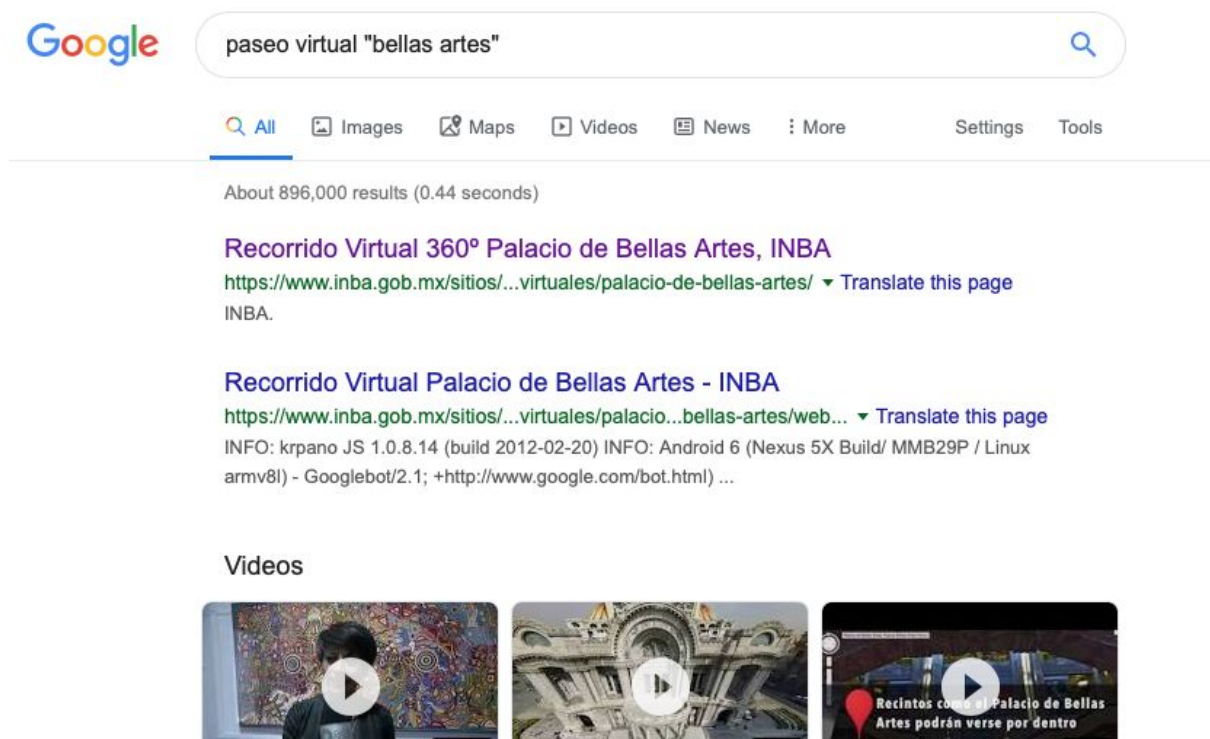 Google
paseo virtual "bellas artes"
All Images Maps Videos News More Settings Tools
About 896,000 results (0.44 seconds)
Recorrido Virtual 360º Palacio de Bellas Artes, INBA
https://www.inba.gob.mx/sitios/...virtuales/palacio-de-bellas-artes/ Translate this page
INBA.
Recorrido Virtual Palacio de Bellas Artes - INBA
https://www.inba.gob.mx/sitios/...virtuales/palacio...bellas-artes/web... Translate this page
INFO: krpano JS 1.0.8.14 (build 2012-02-20) INFO: Android 6 (Nexus 5X Build/ MMB29P / Linux
armv8l) - Googlebot/2.1; +http://www.google.com/bot.html) ...
Videos
Recintos como el Palacio de Bellas
Artes podrán verse por dentro